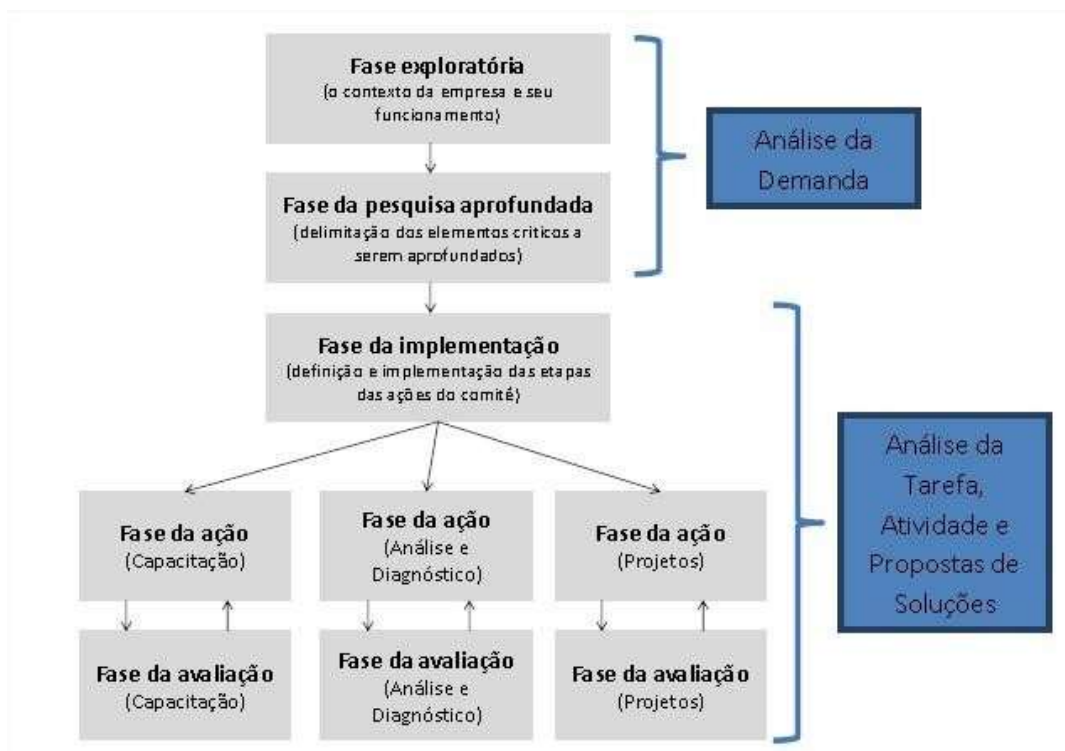 Fase exploratória
(o contexto da empresa e seu
funcionamento)
Análise da
Demanda
Fase da pesquisa aprofundada
(delimitação dos elementos criticos a
serem aprofundados)
Fase da implementação
(definição e implementação das etapas
das ações do comitê)
Análise da
Tarefa,
Atividade e
Propostas de
Soluções
Fase da ação
(Capacitação)
Fase da ação
(Análise e
Diagnóstico)
Fase da ação
(Projetos)
Fase da avaliação
(Capacitação)
Fase da avaliação
(Análise e
Diagnóstico)
Fase da avaliação
(Projetos)